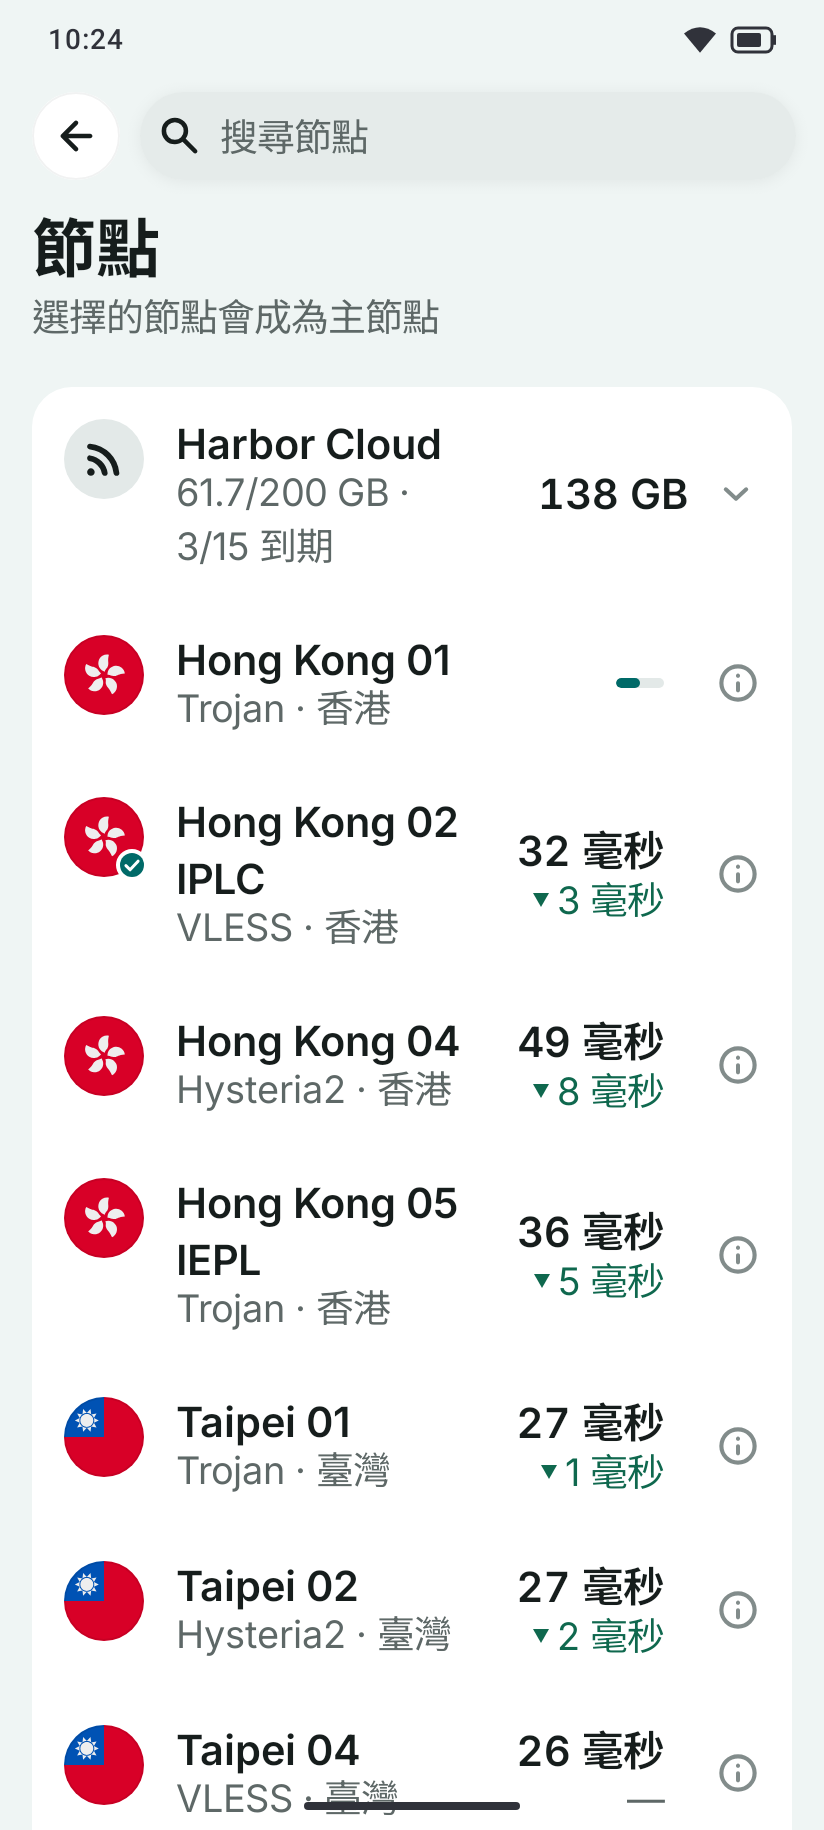 10:24
搜尋節點
節點
選擇的節點會成為主節點
Harbor Cloud
61.7/200 GB ·
3/15 到期
138 GB
Hong Kong 01
Trojan · 香港
Hong Kong 02
IPLC
VLESS · 香港
32 毫秒
▼3 毫秒
Hong Kong 04
Hysteria2 · 香港
49 毫秒
▼8 毫秒
Hong Kong 05
IEPL
Trojan · 香港
36 毫秒
▼5 毫秒
Taipei 01
Trojan · 臺灣
27 毫秒
▼1 毫秒
Taipei 02
Hysteria2 · 臺灣
27 毫秒
▼2 毫秒
Taipei 04
VLESS · 臺灣
26 毫秒
—